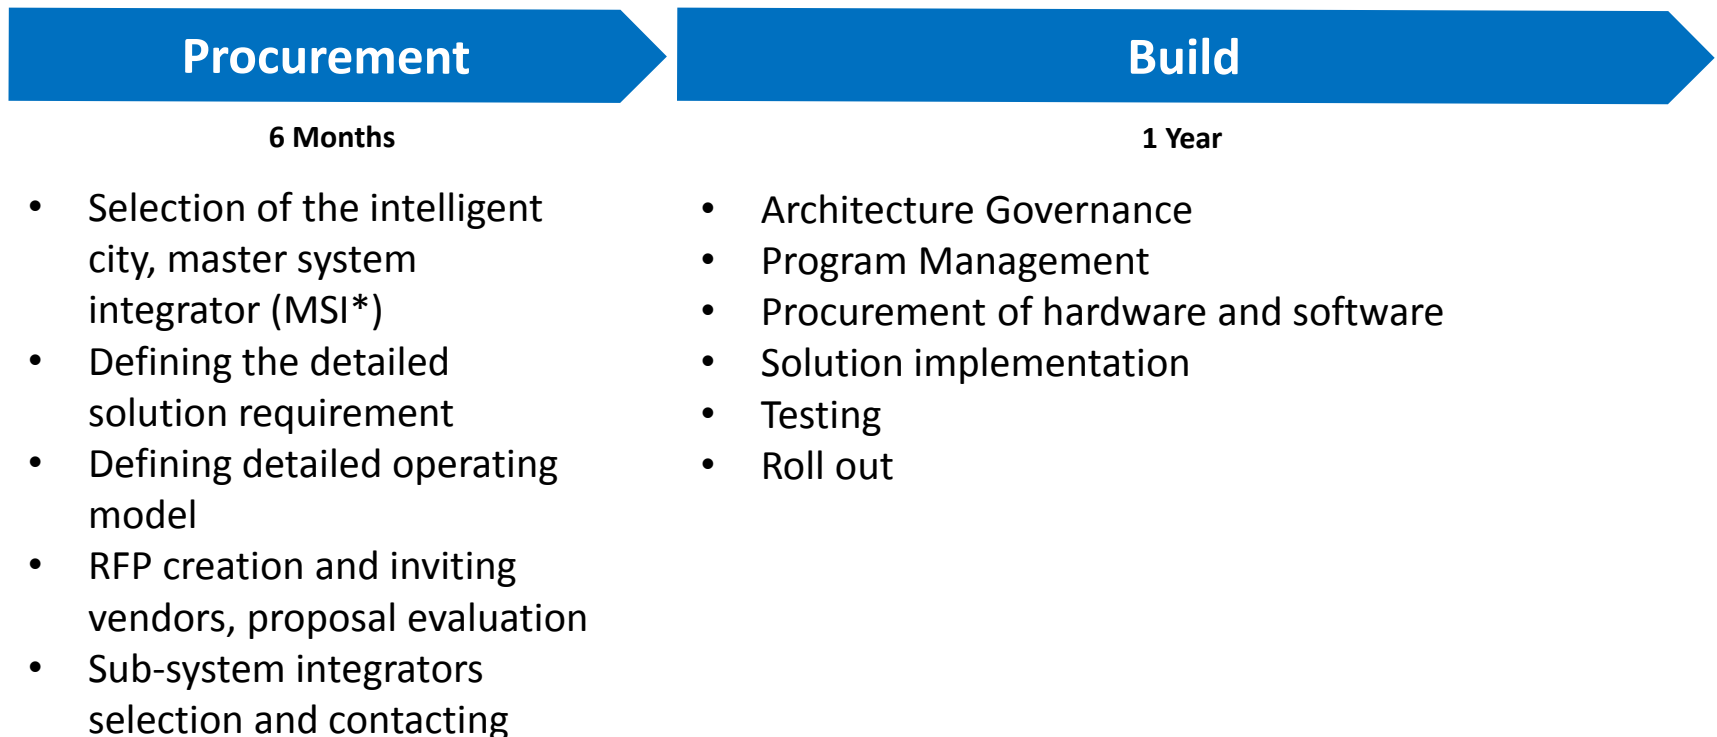 Procurement
6 Months
• Selection of the intelligent
city, master system
integrator (MSI*)
• Defining the detailed
solution requirement
• Defining detailed operating
model
• RFP creation and inviting
vendors, proposal evaluation
• Sub-system integrators
selection and contacting
Build
1 Year
• Architecture Governance
• Program Management
• Procurement of hardware and software
• Solution implementation
• Testing
• Roll out